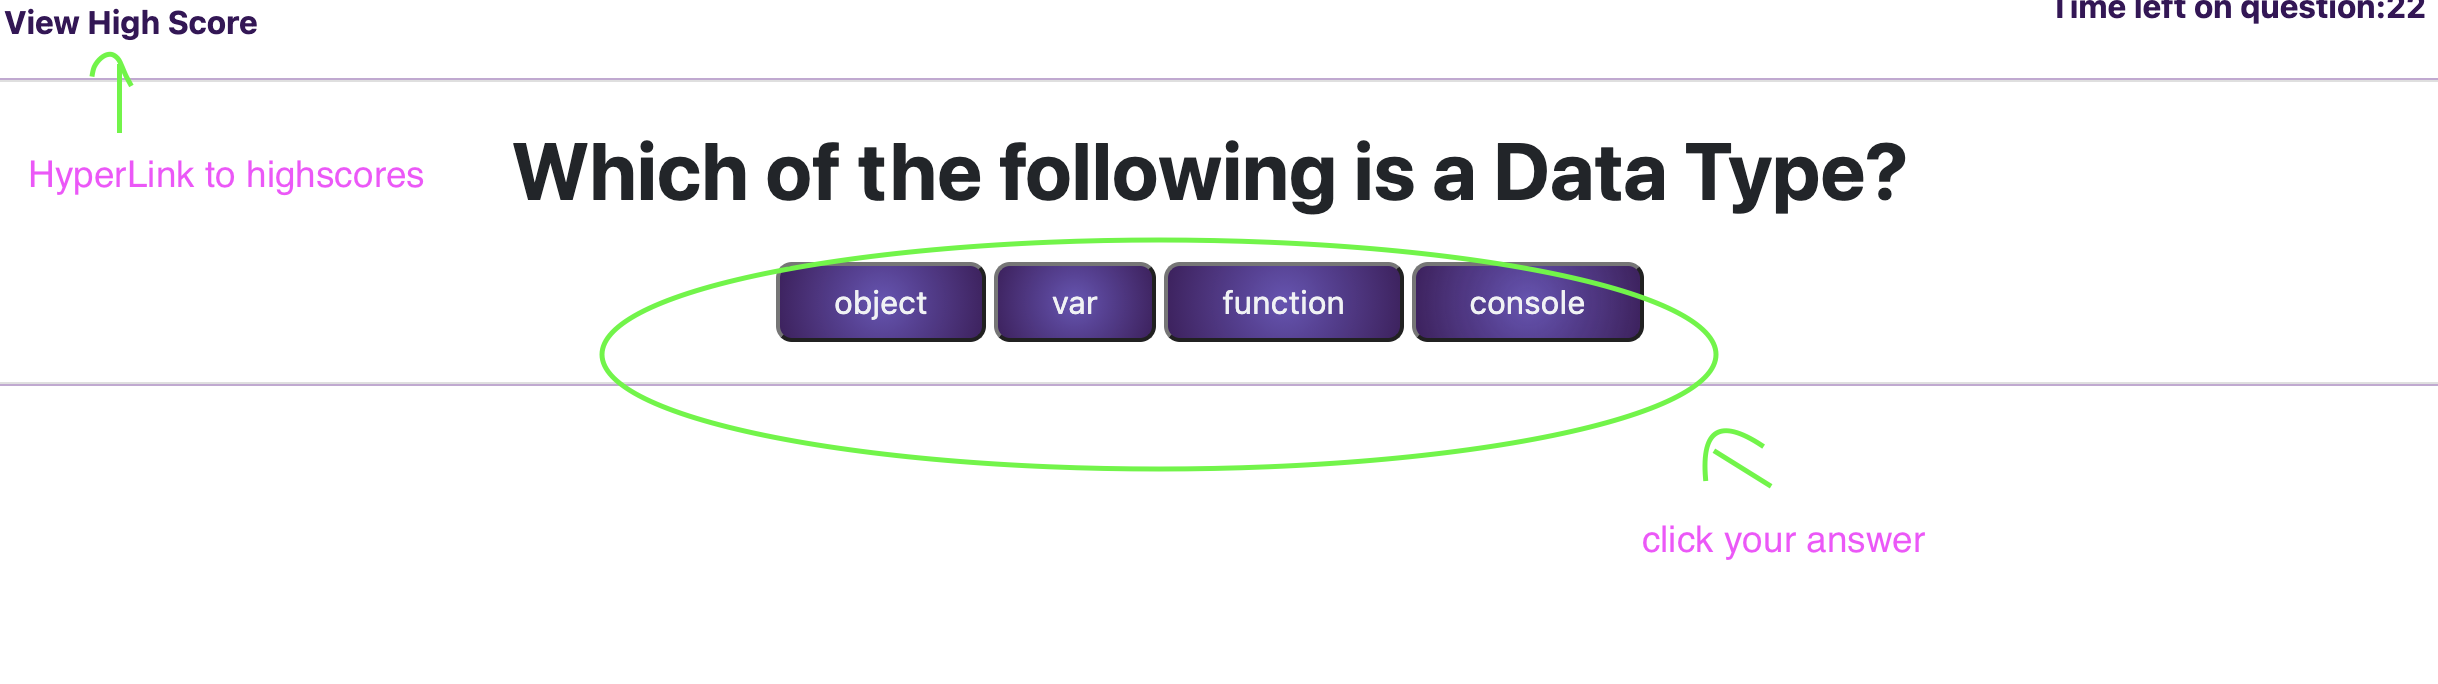 View High Score
Time left on question:22
HyperLink to highscores
Which of the following is a Data Type?
object
var
function
console
click your answer